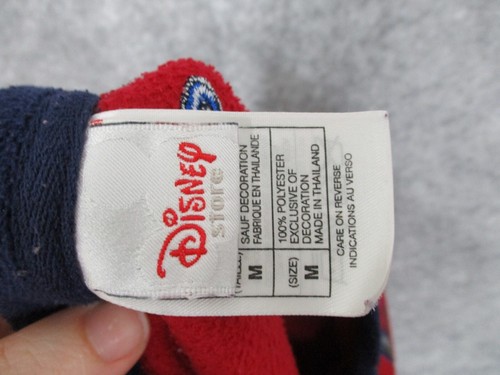 DISNEY
store
SAUF DECORATION
FABRIQUE EN THAILANDE
M
100% POLYESTER
EXCLUSIVE OF
DECORATION
MADE IN THAILAND
(SIZE) M
CARE ON REVERSE
INDICATIONS AU VERSO